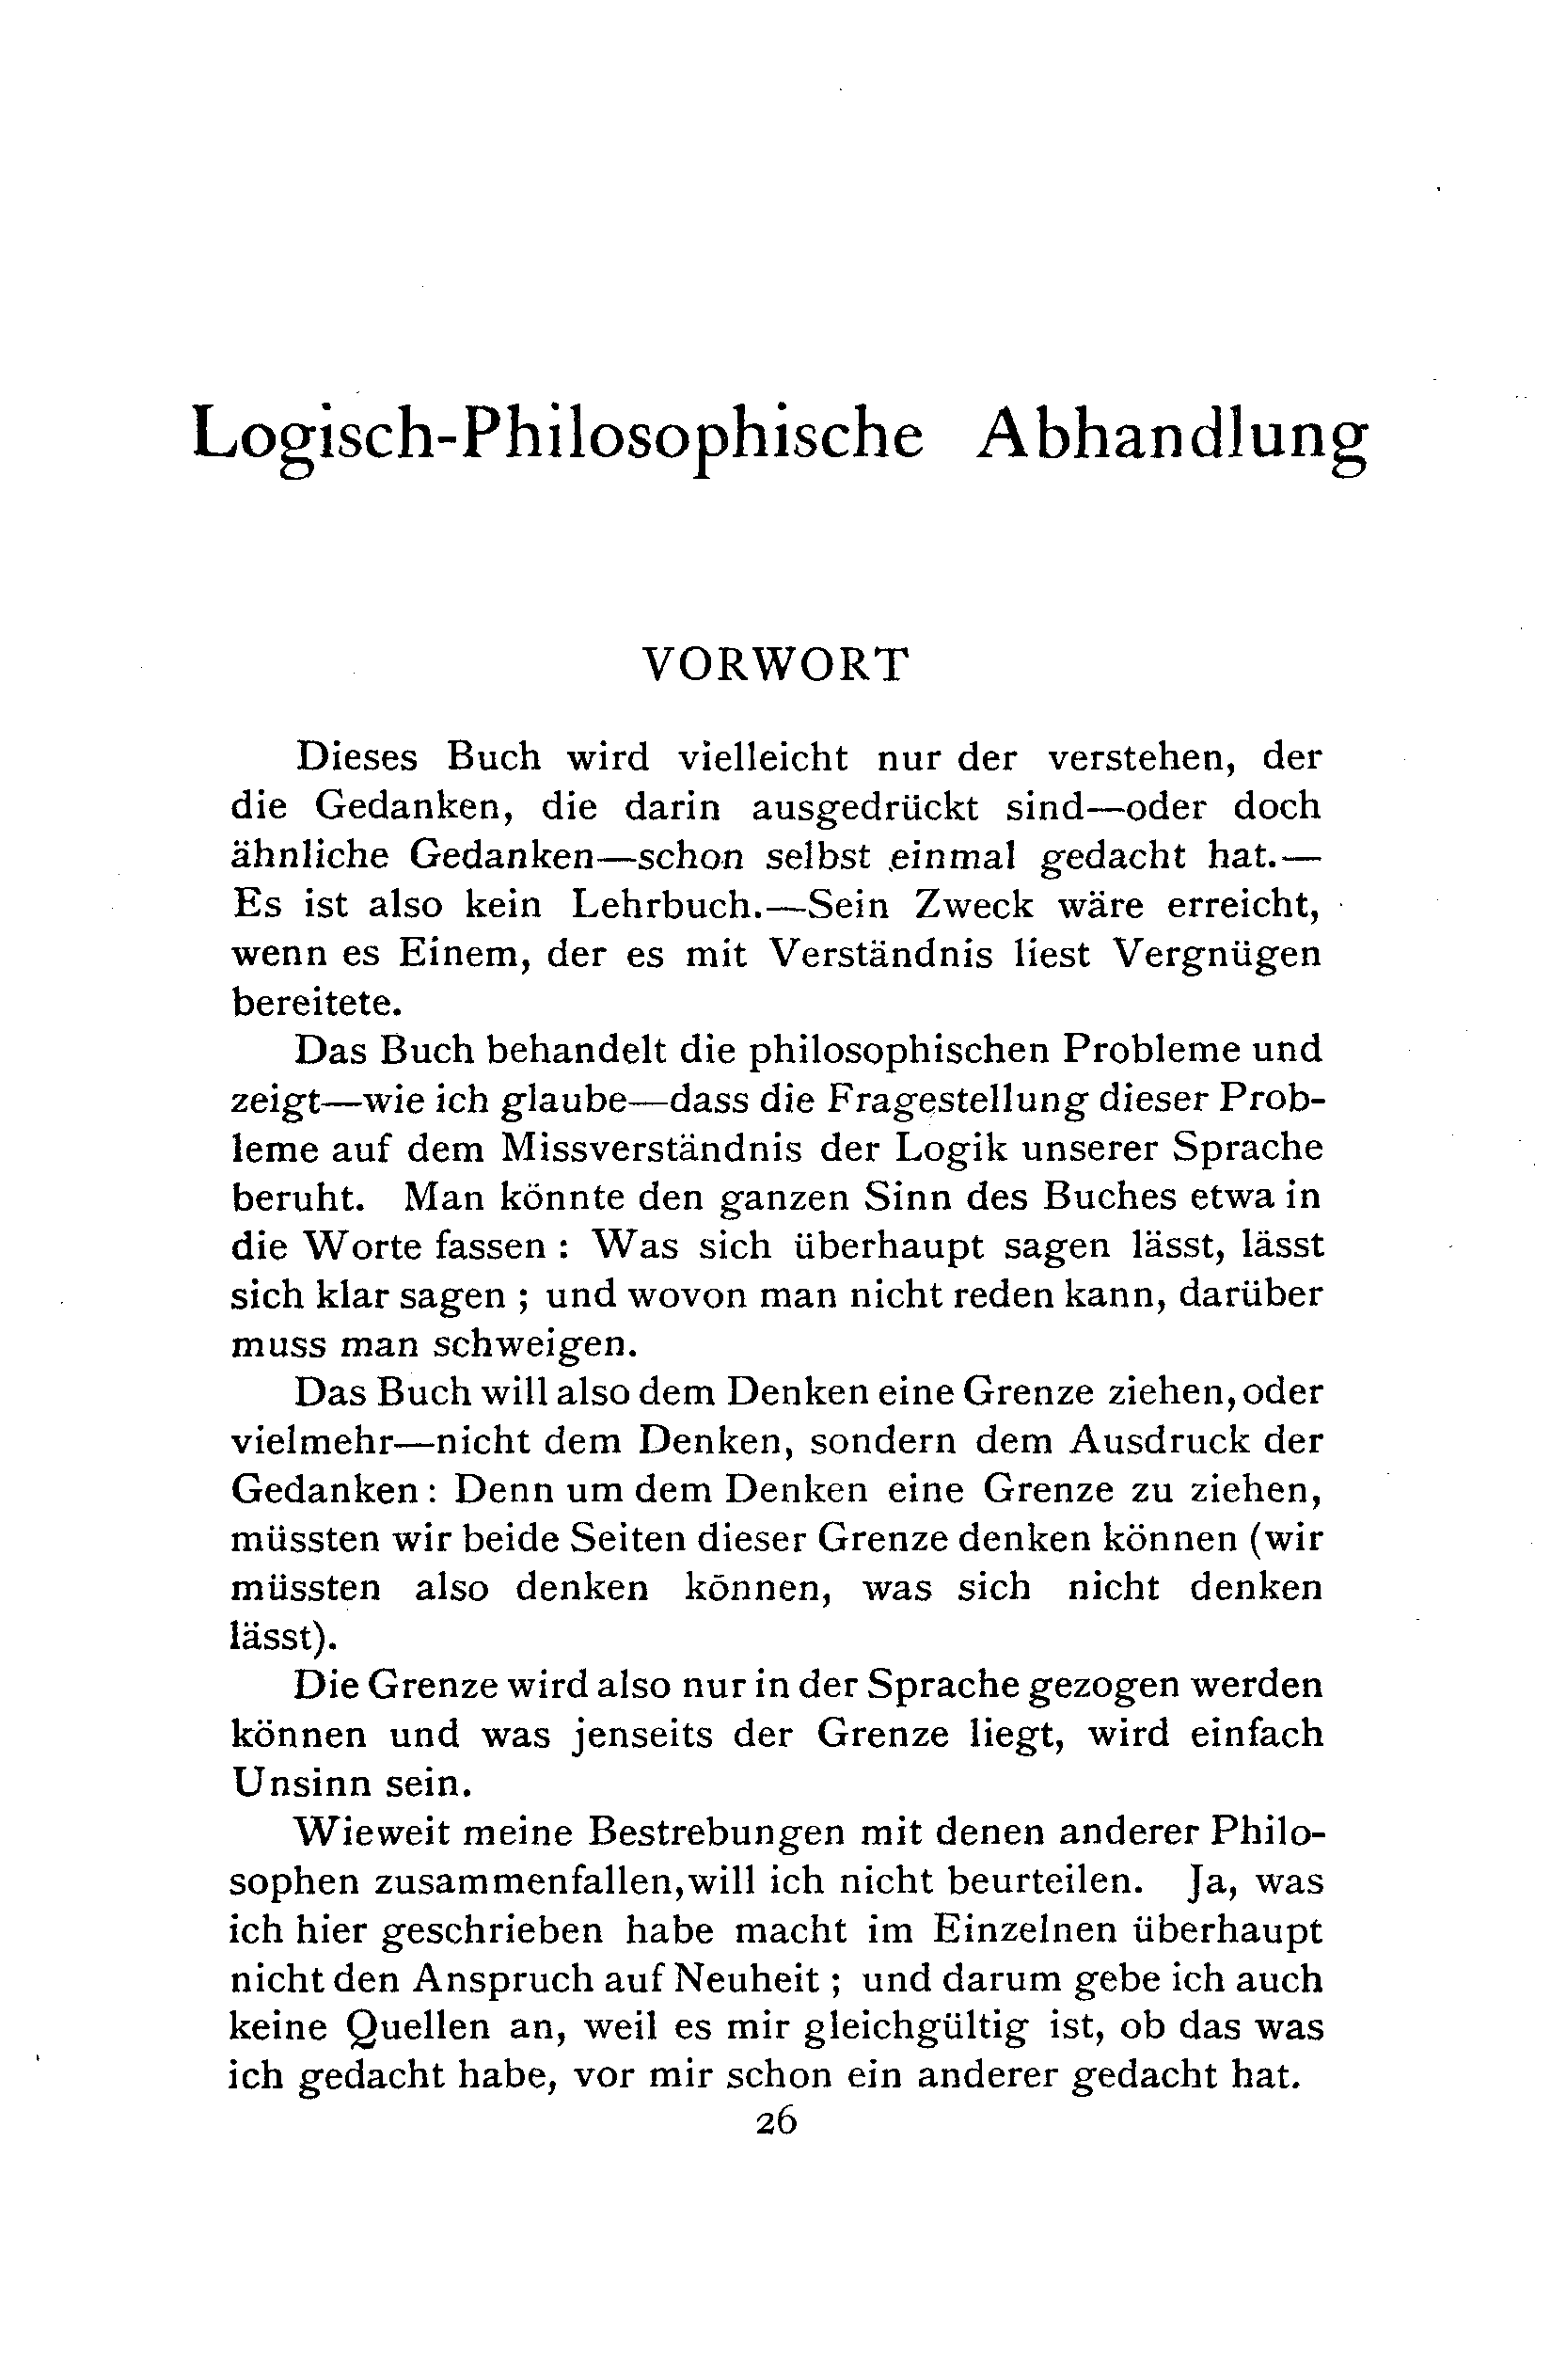 Logisch-Philosophische Abhandlung
VORWORT
Dieses Buch wird vielleicht nur der verstehen, der
die Gedanken, die darin ausgedrückt sind—oder doch
ähnliche Gedanken—schon selbst einmal gedacht hat.—
Es ist also kein Lehrbuch.—Sein Zweck wäre erreicht,
wenn es Einem, der es mit Verständnis liest Vergnügen
bereitete.
Das Buch behandelt die philosophischen Probleme und
zeigt—wie ich glaube—dass die Fragestellung dieser Prob-
leme auf dem Missverständnis der Logik unserer Sprache
beruht. Man könnte den ganzen Sinn des Buches etwa in
die Worte fassen : Was sich überhaupt sagen lässt, lässt
sich klar sagen ; und wovon man nicht reden kann, darüber
muss man schweigen.
Das Buch will also dem Denken eine Grenze ziehen, oder
vielmehr—nicht dem Denken, sondern dem Ausdruck der
Gedanken : Denn um dem Denken eine Grenze zu ziehen,
müssten wir beide Seiten dieser Grenze denken können (wir
müssten also denken können, was sich nicht denken
lässt).
Die Grenze wird also nur in der Sprache gezogen werden
können und was jenseits der Grenze liegt, wird einfach
Unsinn sein.
Wieweit meine Bestrebungen mit denen anderer Philo-
sophen zusammenfallen, will ich nicht beurteilen. Ja, was
ich hier geschrieben habe macht im Einzelnen überhaupt
nicht den Anspruch auf Neuheit ; und darum gebe ich auch
keine Quellen an, weil es mir gleichgültig ist, ob das was
ich gedacht habe, vor mir schon ein anderer gedacht hat.
26